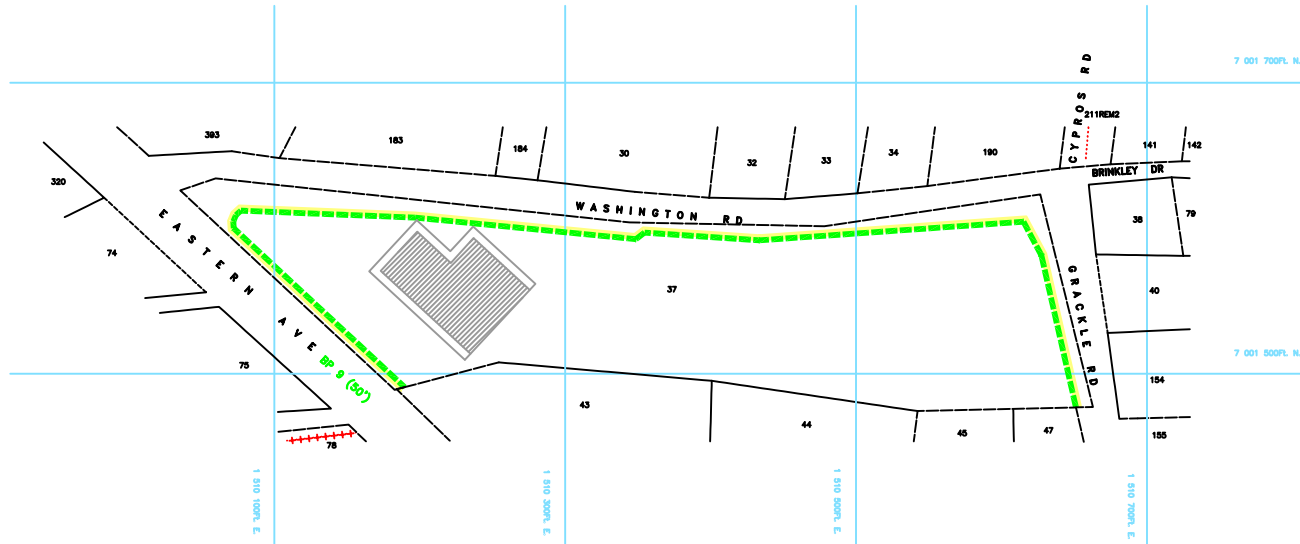 7 001 700Ft. N.
CYPROS RD
211REM2
393
183
184
30
32
33
34
190
141
142
BRINKLEY DR
320
WASHINGTON RD
38
79
EASTERN AVE
74
37
GRACKLE RD
40
7 001 500Ft. N.
75
BP 9 (50')
154
43
44
45
47
155
78
1 510 100Ft. E.
1 510 300Ft. E.
1 510 500Ft. E.
1 510 700Ft. E.